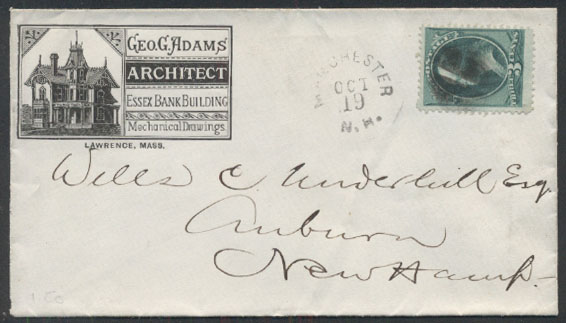 GEO. G. ADAMS'
ARCHITECT
ESSEX BANK BUILDING
Mechanical Drawings.
LAWRENCE, MASS.
MANCHESTER
OCT
19
N.H.
Wells C. Underhill Esq.
Auburn
New Hamp.